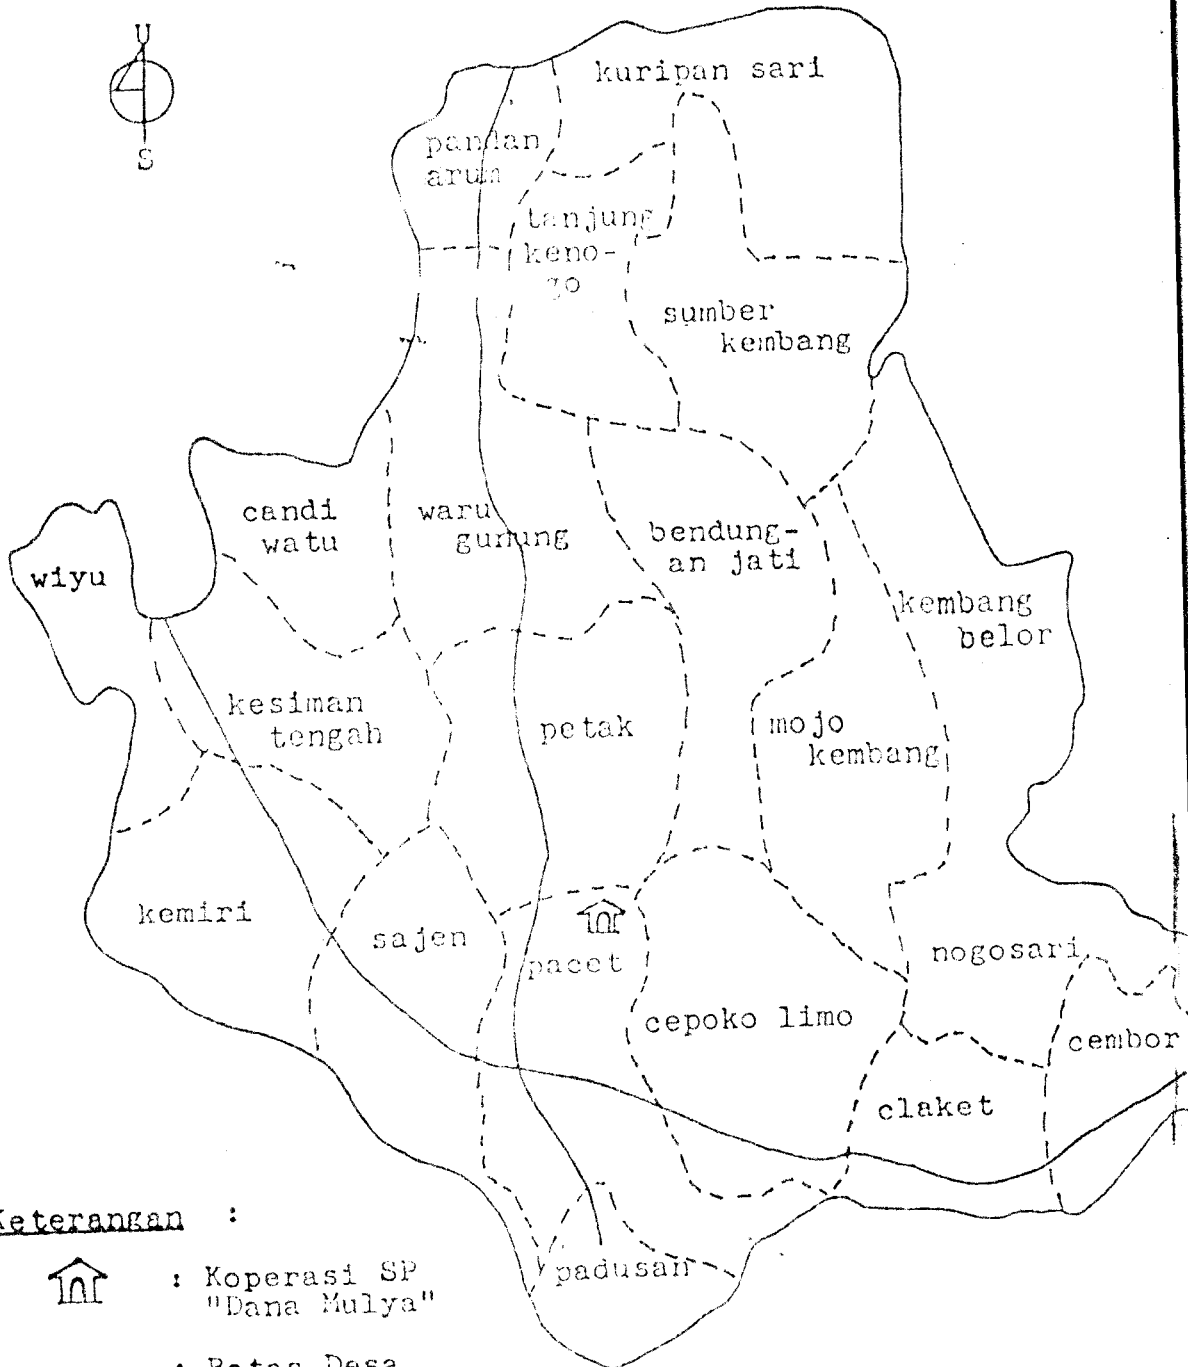 U
S
kuripan sari
pandan
arum
tanjung
keno-
go
sumber
kembang
candi
watu
waru
gunung
bendung-
an jati
wiyu
kembang
belor
kesiman
tengah
petak
mojo
kembang
kemiri
sajen
pacet
nogosari
cepoko limo
cembor
claket
padusan
Keterangan :
: Koperasi SP
"Dana Mulya"
: Batas Desa